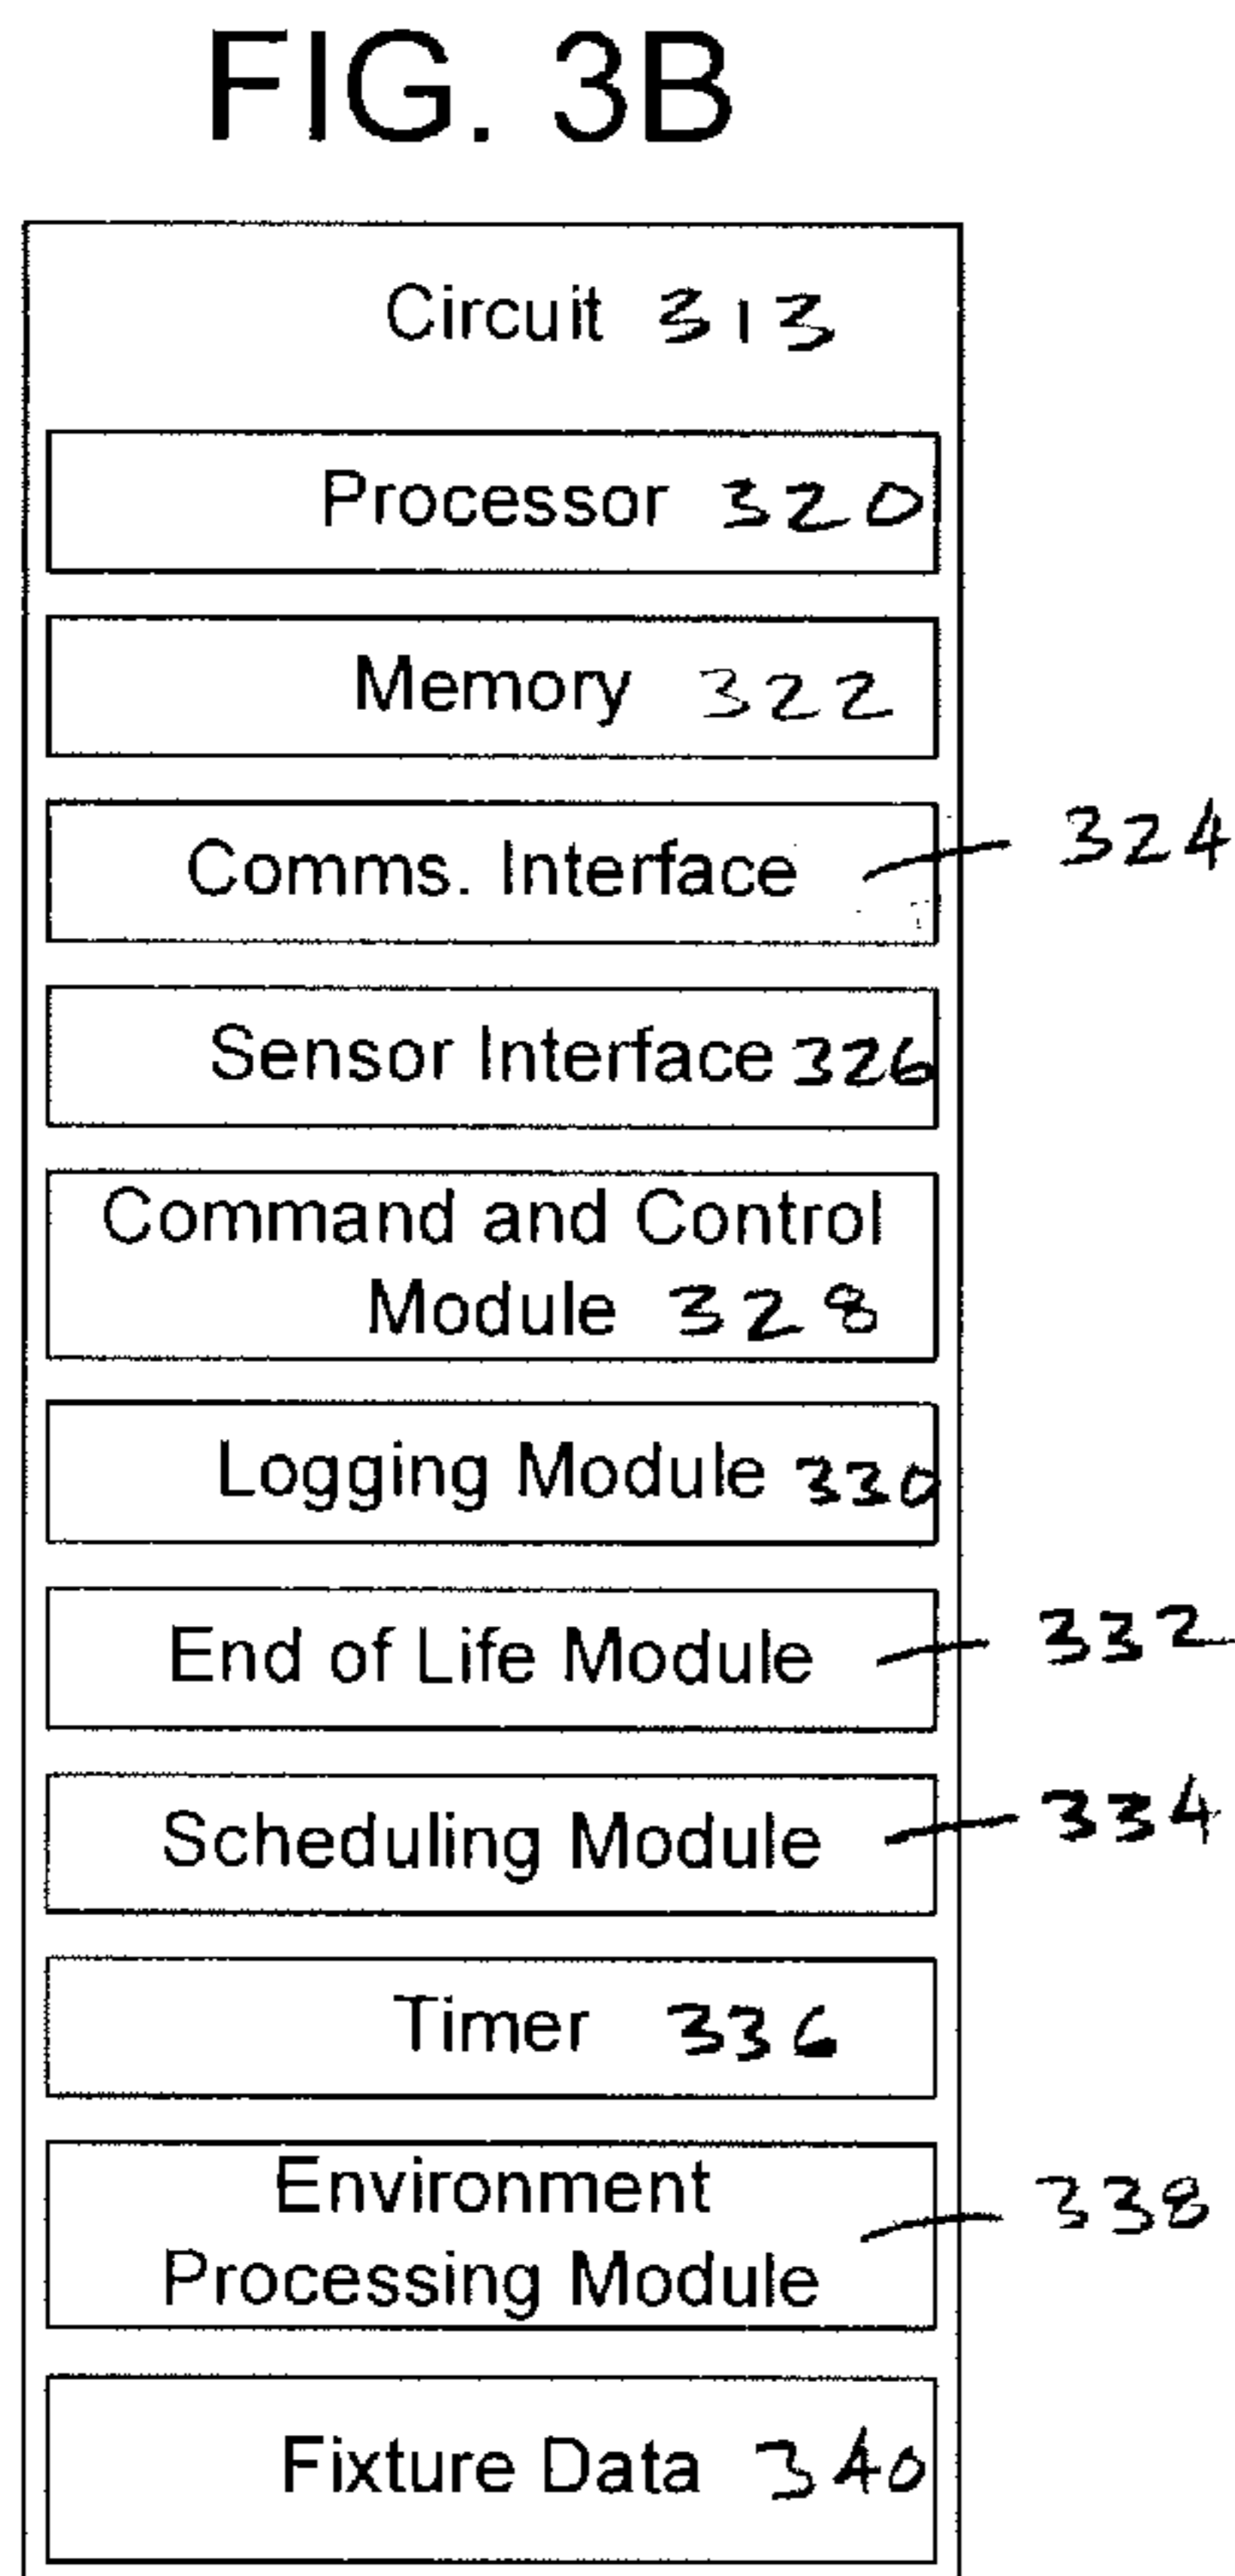 FIG. 3B
Circuit 313
Processor 320
Memory 322
Comms. Interface 324
Sensor Interface 326
Command and Control
Module 328
Logging Module 330
End of Life Module 332
Scheduling Module 334
Timer 336
Environment
Processing Module 338
Fixture Data 340